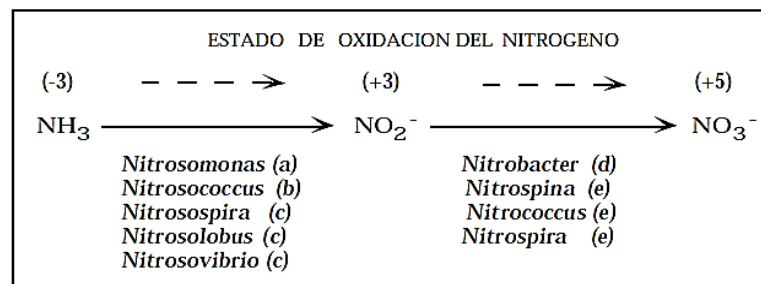 ESTADO DE OXIDACION DEL NITROGENO
(-3) (+3) (+5)
NH3 NO2- NO3-
Nitrosomonas (a) Nitrobacter (d)
Nitrosococcus (b) Nitrospina (e)
Nitrosospira (c) Nitrococcus (e)
Nitrosolobus (c) Nitrospira (e)
Nitrosovibrio (c)